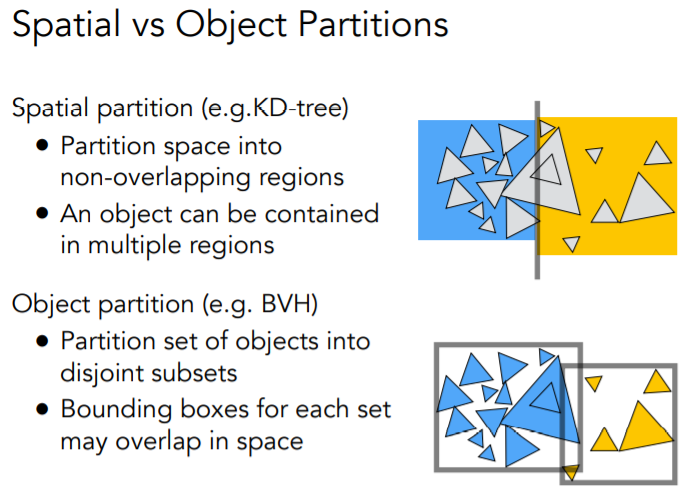 Spatial vs Object Partitions
Spatial partition (e.g.KD-tree)
● Partition space into
non-overlapping regions
● An object can be contained
in multiple regions
Object partition (e.g. BVH)
● Partition set of objects into
disjoint subsets
● Bounding boxes for each set
may overlap in space